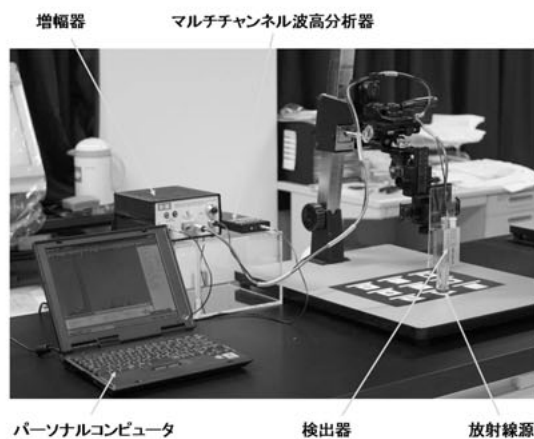 増幅器
マルチチャンネル波高分析器
パーソナルコンピュータ
検出器
放射線源